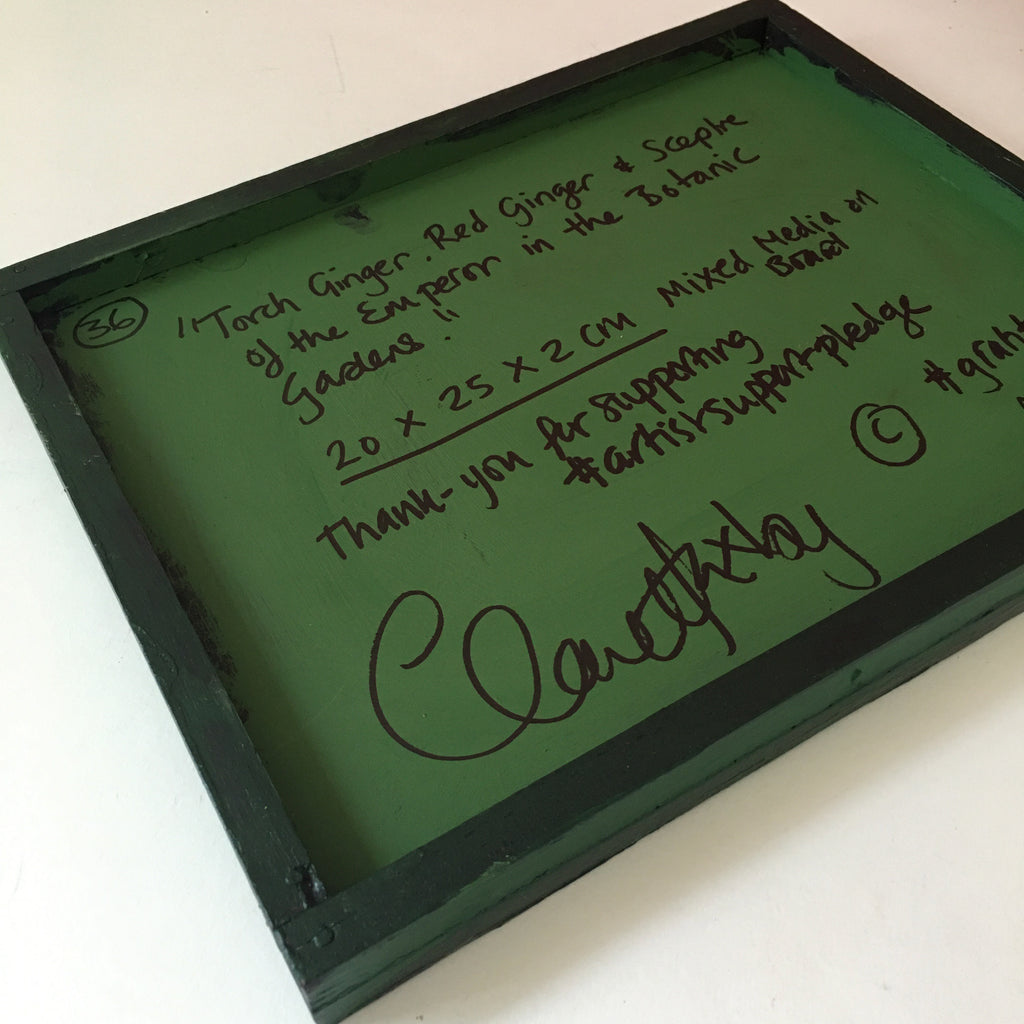 36
"Torch Ginger, Red Ginger & Sceptre
of the Emperor in the Botanic
Gardens."
20 x 25 x 2 cm Mixed Media on
Board
Thank-you for supporting
#artistsupportpledge
©